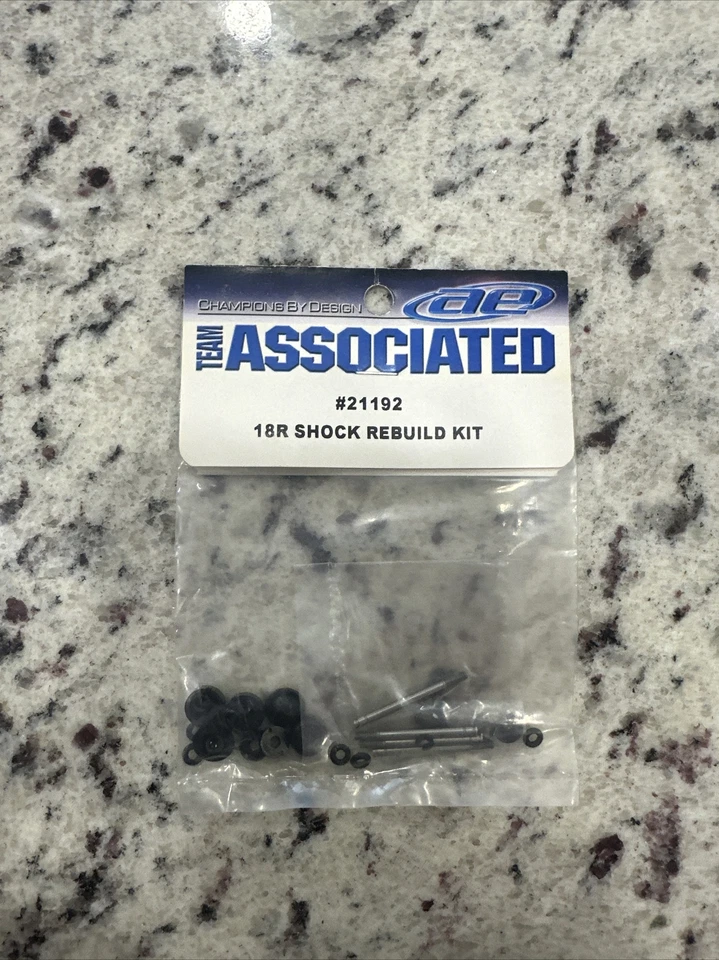 CHAMPIONS BY DESIGN
ae
TEAM ASSOCIATED
#21192
18R SHOCK REBUILD KIT